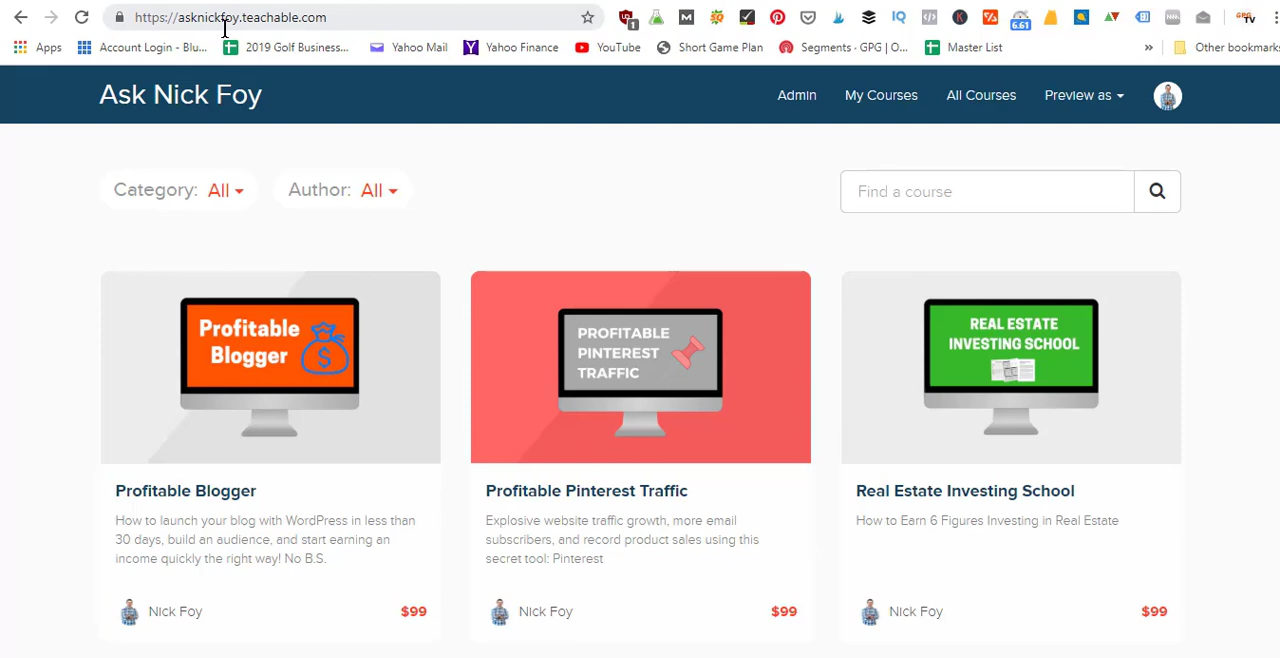 https://asknickfoy.teachable.com
1
M
IQ
K
6.61
GPG TV
Apps
Account Login - Blu...
2019 Golf Business...
Yahoo Mail
Yahoo Finance
YouTube
Short Game Plan
Segments · GPG | O...
Master List
»
Other bookmarks
Ask Nick Foy
Admin
My Courses
All Courses
Preview as
Category: All
Author: All
Find a course
Profitable
Blogger
$
PROFITABLE
PINTEREST
TRAFFIC
REAL ESTATE
INVESTING SCHOOL
Profitable Blogger
How to launch your blog with WordPress in less than
30 days, build an audience, and start earning an
income quickly the right way! No B.S.
Nick Foy
$99
Profitable Pinterest Traffic
Explosive website traffic growth, more email
subscribers, and record product sales using this
secret tool: Pinterest
Nick Foy
$99
Real Estate Investing School
How to Earn 6 Figures Investing in Real Estate
Nick Foy
$99